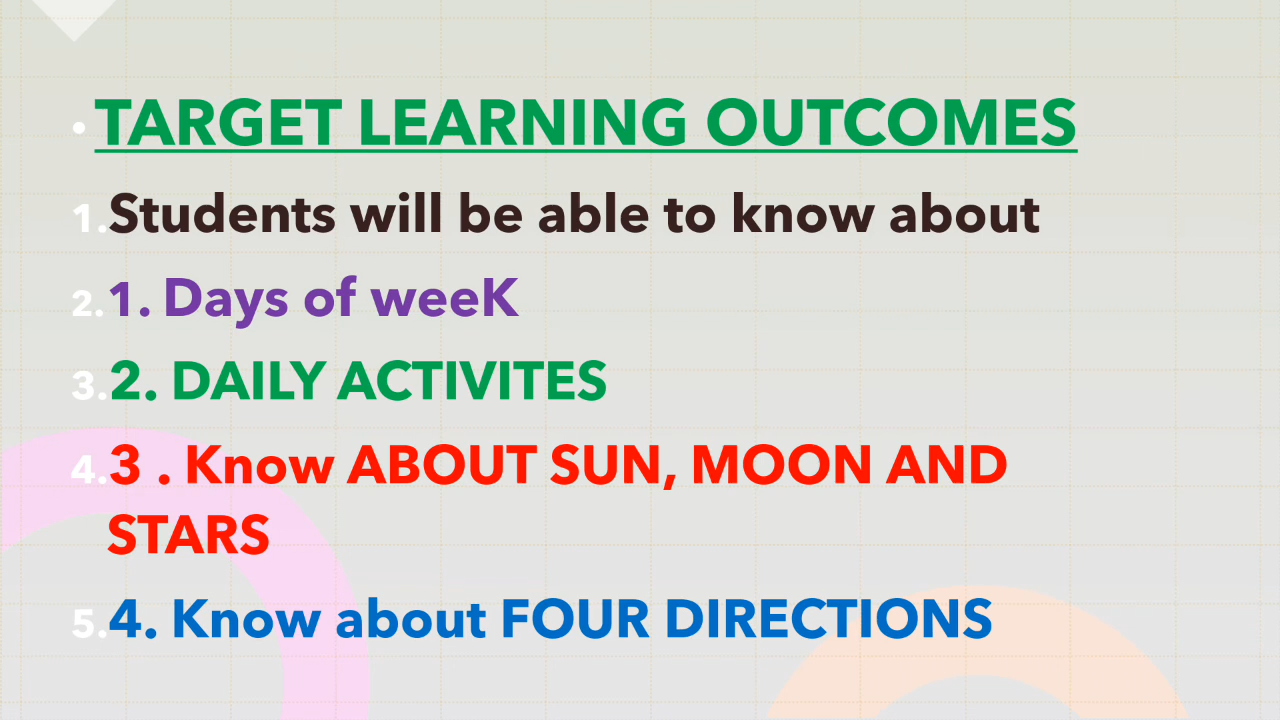 • TARGET LEARNING OUTCOMES
1. Students will be able to know about
2. 1. Days of weeK
3. 2. DAILY ACTIVITES
4. 3 . Know ABOUT SUN, MOON AND
STARS
5. 4. Know about FOUR DIRECTIONS